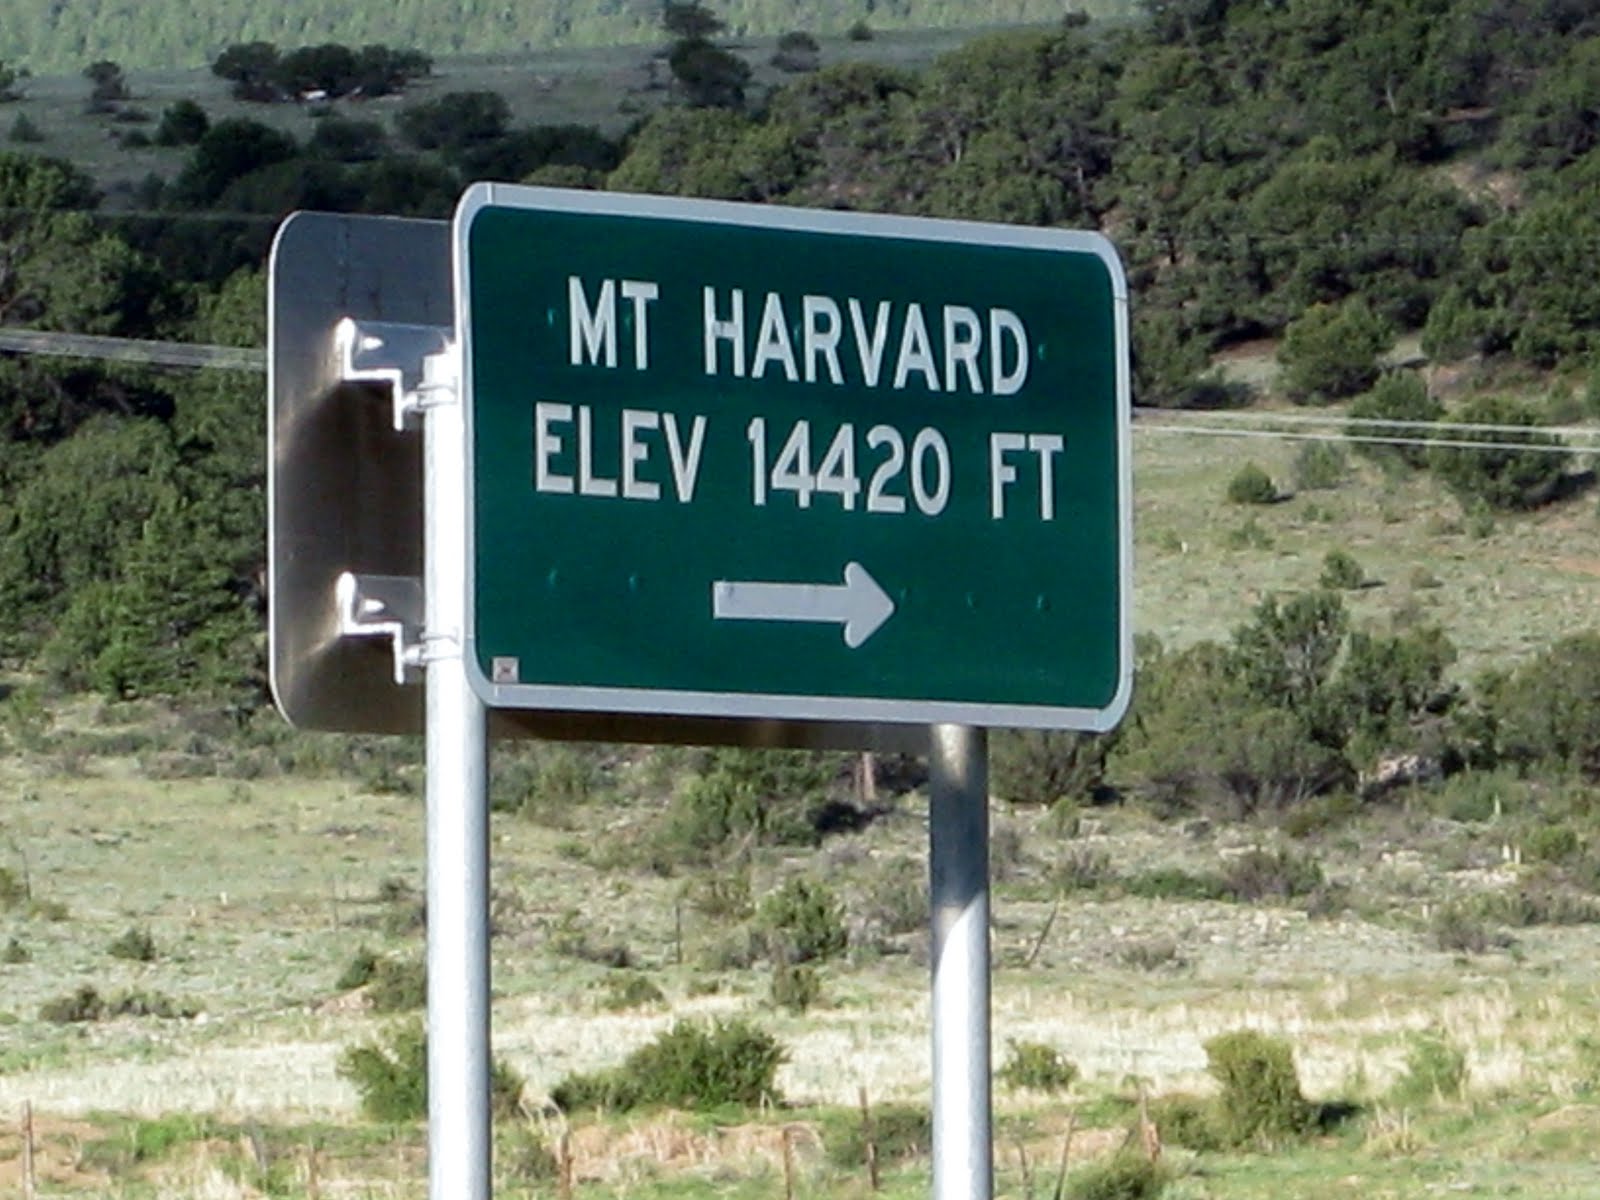 MT HARVARD
ELEV 14420 FT